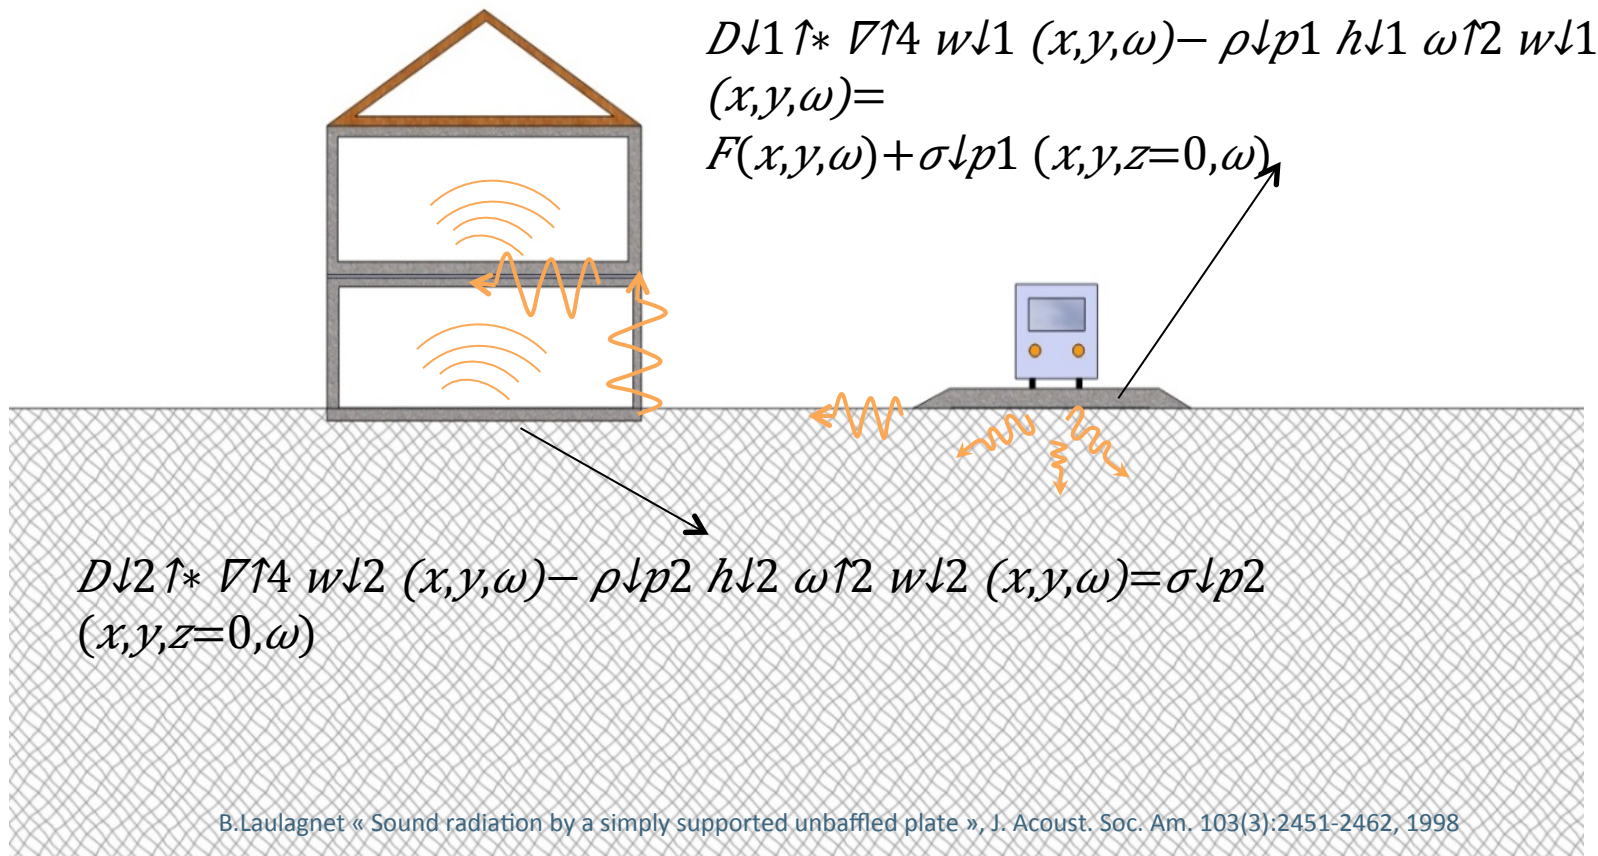 D↓1↑* ∇↑4 w↓1 (x,y,ω)− ρ↓p1 h↓1 ω↑2 w↓1
(x,y,ω)=
F(x,y,ω)+σ↓p1 (x,y,z=0,ω)
D↓2↑* ∇↑4 w↓2 (x,y,ω)− ρ↓p2 h↓2 ω↑2 w↓2 (x,y,ω)=σ↓p2
(x,y,z=0,ω)
B.Laulagnet « Sound radiation by a simply supported unbaffled plate », J. Acoust. Soc. Am. 103(3):2451-2462, 1998